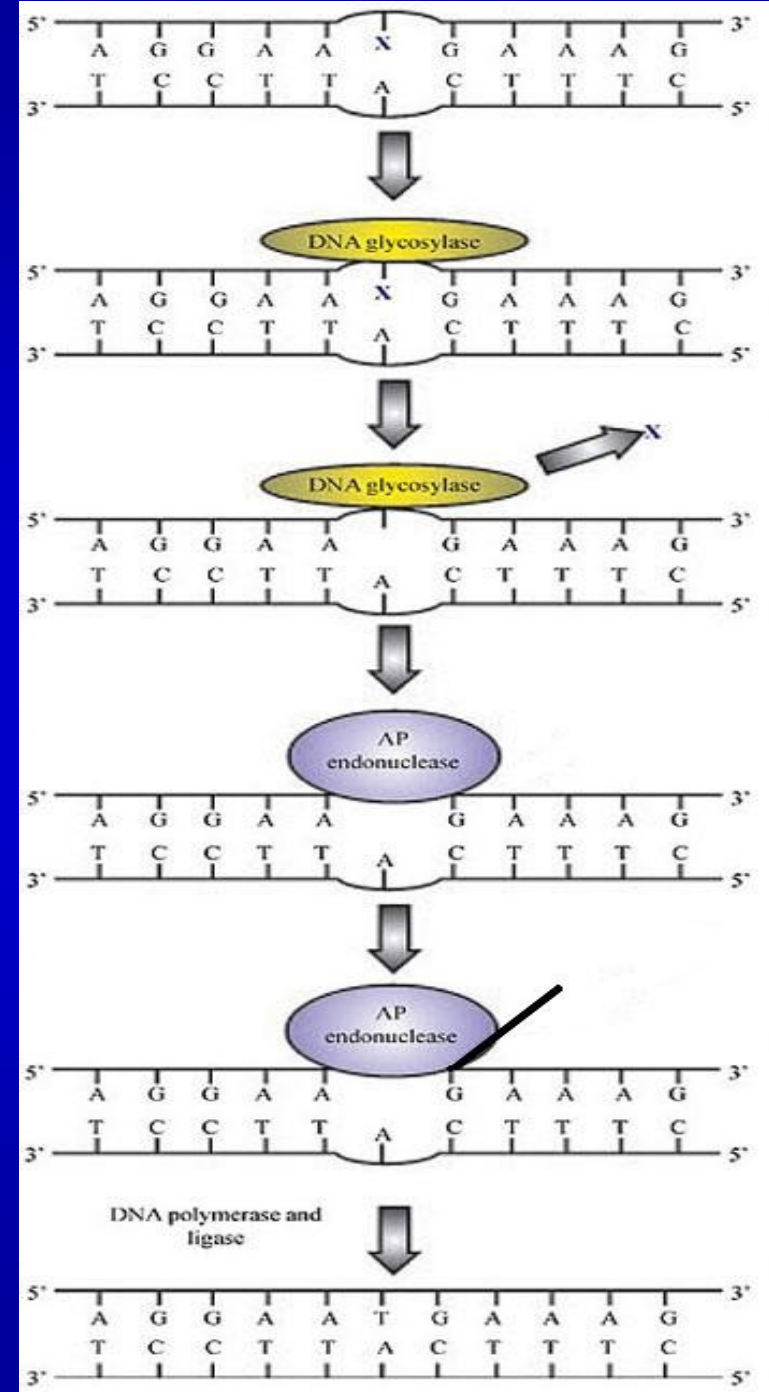 5' 3'
A G G A A X G A A A G
T C C T T A C T T T C
3' 5'
DNA glycosylase
5' 3'
A G G A A X G A A A G
T C C T T A C T T T C
3' 5'
X
DNA glycosylase
5' 3'
A G G A A G A A A G
T C C T T A C T T T C
3' 5'
AP
endonuclease
5' 3'
A G G A A G A A A G
T C C T T A C T T T C
3' 5'
AP
endonuclease
5' 3'
A G G A A G A A A G
T C C T T A C T T T C
3' 5'
DNA polymerase and
ligase
5' 3'
A G G A A T G A A A G
T C C T T A C T T T C
3' 5'